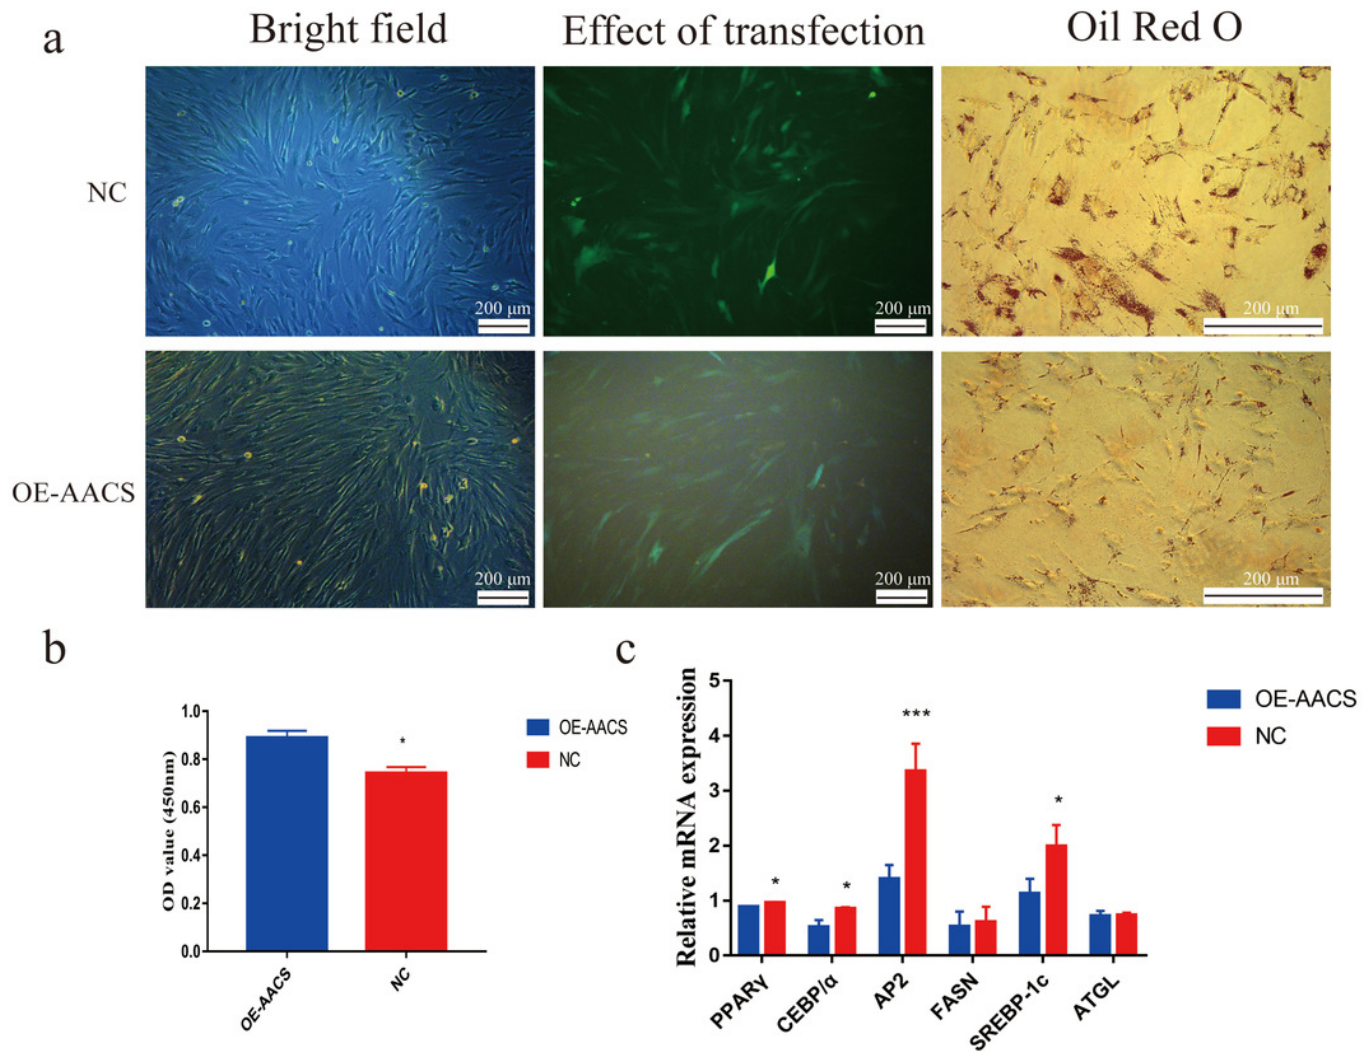 a
Bright field
Effect of transfection
Oil Red O
NC
200 μm
200 μm
200 μm
OE-AACS
200 μm
200 μm
200 μm
b
OD value (450nm)
1.0
0.8
0.6
0.4
0.2
0.0
*
OE-AACS
NC
OE-AACS
NC
c
Relative mRNA expression
5
4
3
2
1
0
*
*
***
*
PPARγ
CEBP/α
AP2
FASN
SREBP-1c
ATGL
OE-AACS
NC